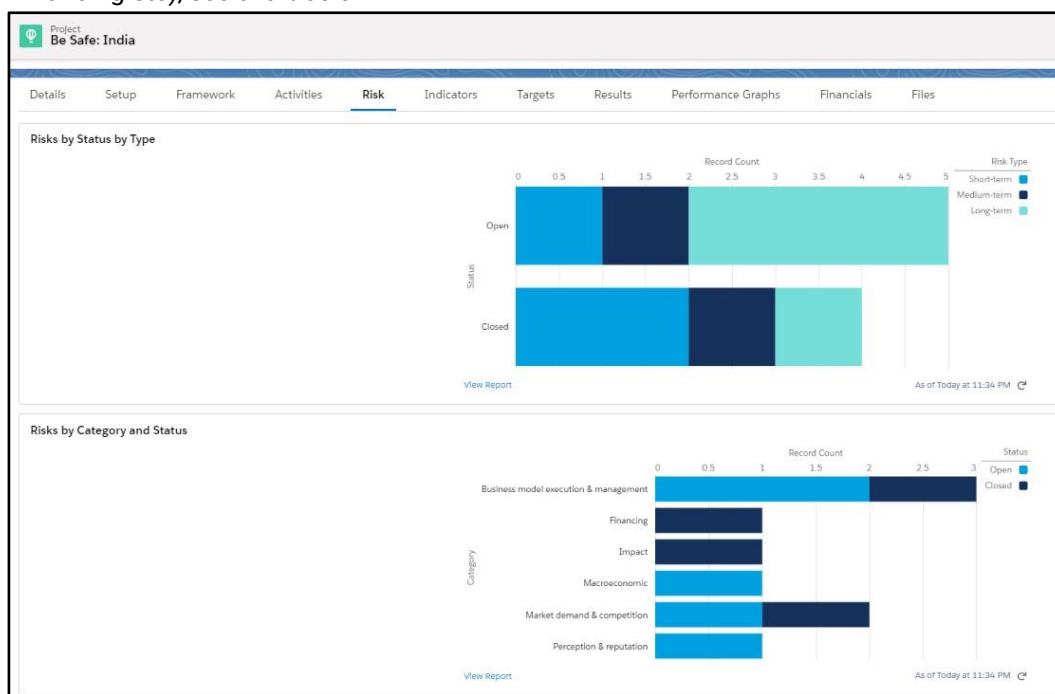 Project
Be Safe: India
Details Setup Framework Activities Risk Indicators Targets Results Performance Graphs Financials Files
Risks by Status by Type
Record Count
0 0.5 1 1.5 2 2.5 3 3.5 4 4.5 5
Risk Type
Short-term
Medium-term
Long-term
Status
Open
Closed
View Report
As of Today at 11:34 PM
Risks by Category and Status
Record Count
0 0.5 1 1.5 2 2.5 3
Status
Open
Closed
Category
Business model execution & management
Financing
Impact
Macroeconomic
Market demand & competition
Perception & reputation
View Report
As of Today at 11:34 PM